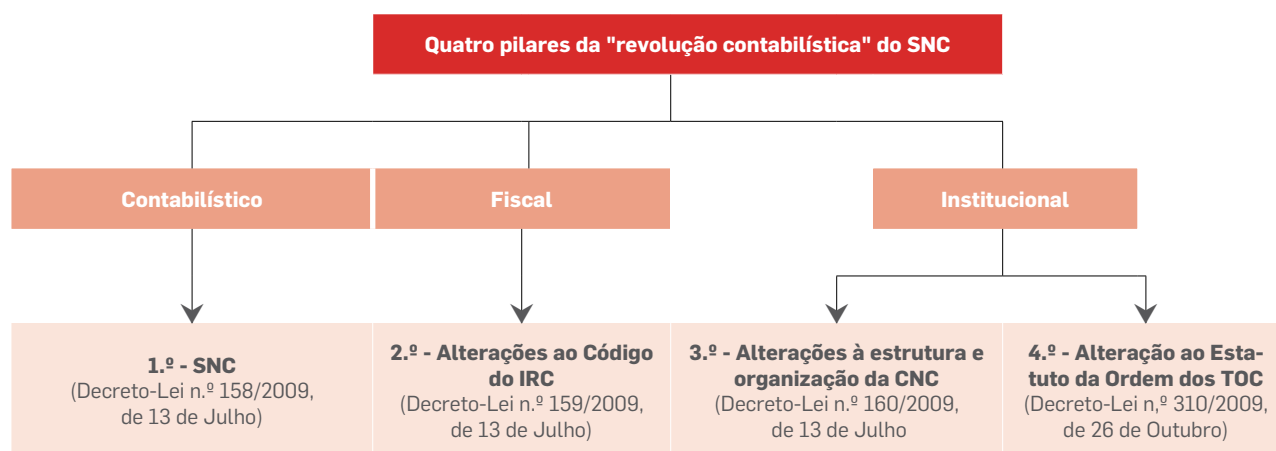 Quatro pilares da "revolução contabilística" do SNC
Contabilístico
Fiscal
Institucional
1.º - SNC
(Decreto-Lei n.º 158/2009,
de 13 de Julho)
2.º - Alterações ao Código
do IRC
(Decreto-Lei n.º 159/2009,
de 13 de Julho)
3.º - Alterações à estrutura e
organização da CNC
(Decreto-Lei n.º 160/2009,
de 13 de Julho
4.º - Alteração ao Esta-
tuto da Ordem dos TOC
(Decreto-Lei n,º 310/2009,
de 26 de Outubro)